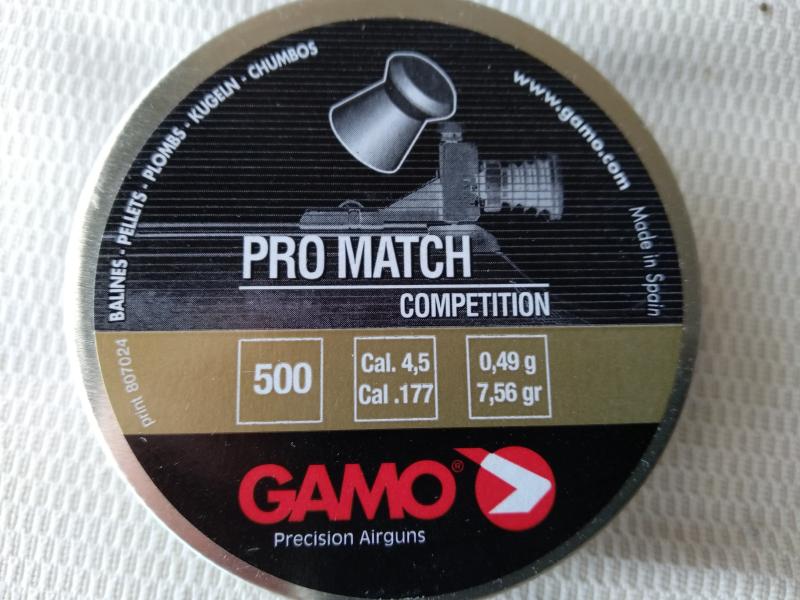 BALINES - PELLETS - PLOMBS - KUGELN - CHUMBOS
www.gamo.com
Made in Spain
PRO MATCH
COMPETITION
print 807024
500
Cal. 4,5
Cal .177
0,49 g
7,56 gr
GAMO®
Precision Airguns